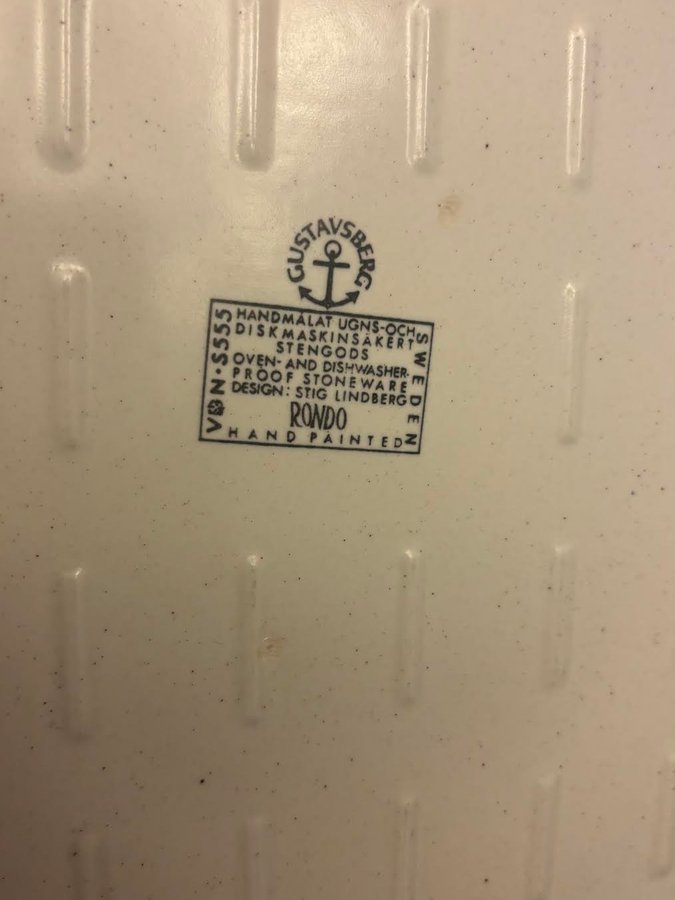 GUSTAVSBERG
HANDMÅLAT UGNS-OCH
DISKMASKINSÄKERT
STENGODS
OVEN- AND DISHWASHER-
PROOF STONEWARE
DESIGN: STIG LINDBERG
RONDO
HAND PAINTED
VDN·S555
SWEDEN